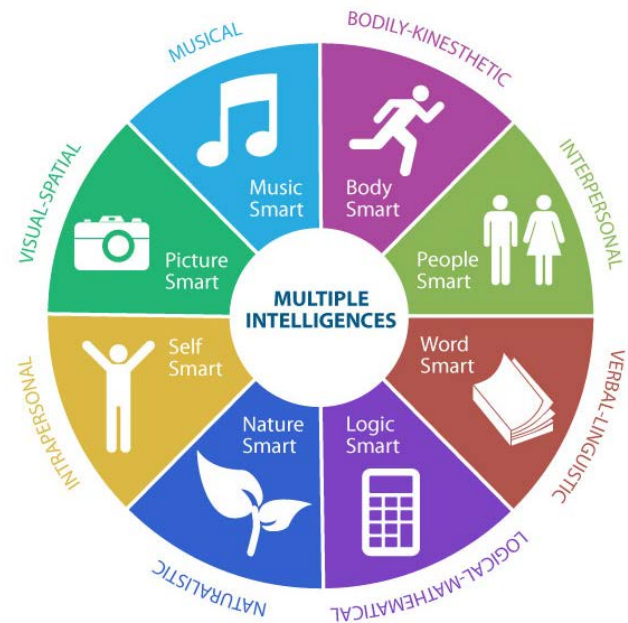 MUSICAL
BODILY-KINESTHETIC
VISUAL-SPATIAL
INTERPERSONAL
Music
Smart
Body
Smart
Picture
Smart
People
Smart
MULTIPLE
INTELLIGENCES
Self
Smart
Word
Smart
Nature
Smart
Logic
Smart
INTRAPERSONAL
VERBAL-LINGUISTIC
NATURALISTIC
LOGICAL-MATHEMATICAL